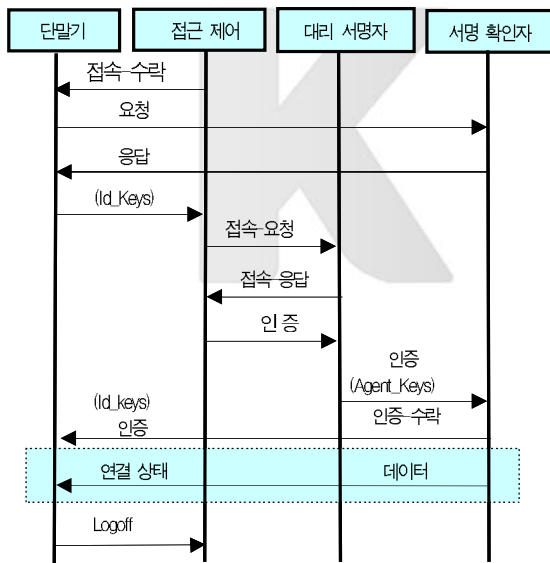 단말기
접근 제어
대리 서명자
서명 확인자
접속-수락
요청
응답
(Id_Keys)
접속-요청
접속-응답
인 증
인증
(Agent_Keys)
(Id_keys)
인증-수락
인증
연결 상태
데이터
Logoff